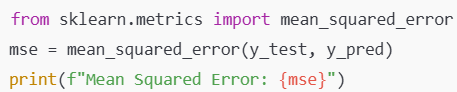 from sklearn.metrics import mean_squared_error
mse = mean_squared_error(y_test, y_pred)
print(f"Mean Squared Error: {mse}")